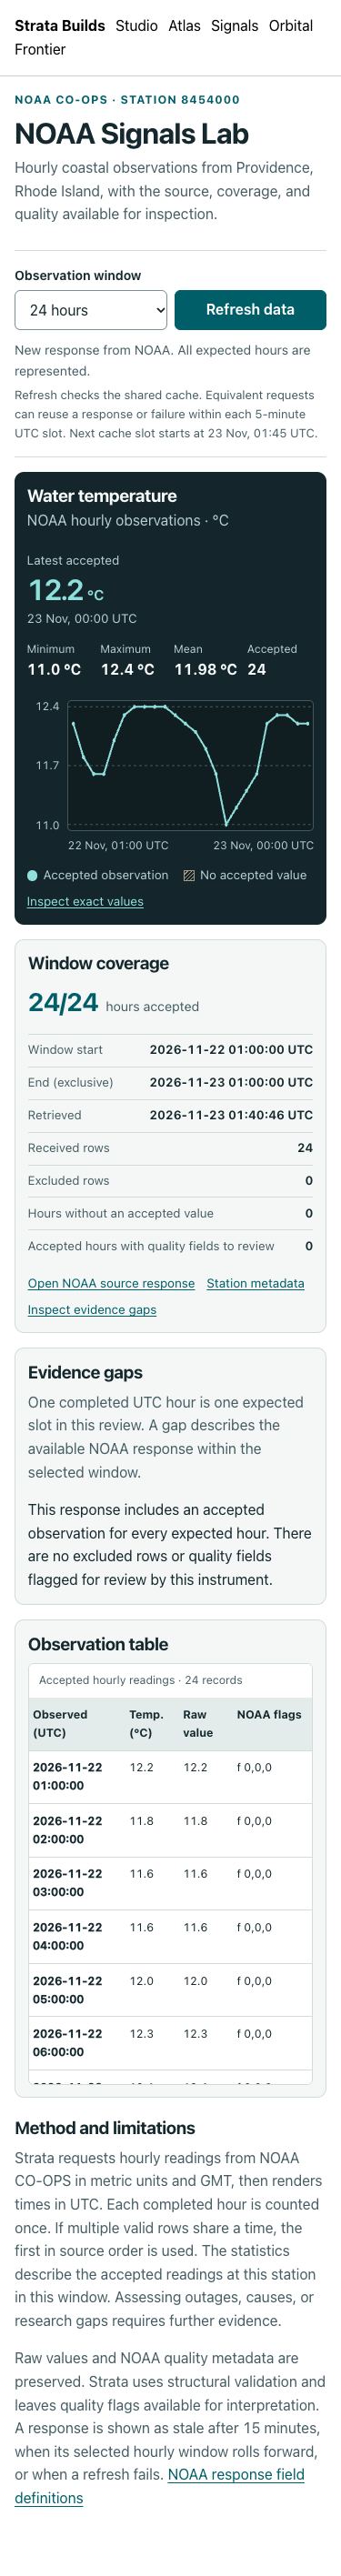 Strata Builds Studio Atlas Signals Orbital
Frontier
NOAA CO-OPS · STATION 8454000
NOAA Signals Lab
Hourly coastal observations from Providence,
Rhode Island, with the source, coverage, and
quality available for inspection.
Observation window
24 hours
Refresh data
New response from NOAA. All expected hours are
represented.
Refresh checks the shared cache. Equivalent requests
can reuse a response or failure within each 5-minute
UTC slot. Next cache slot starts at 23 Nov, 01:45 UTC.
Water temperature
NOAA hourly observations · °C
Latest accepted
12.2 °C
23 Nov, 00:00 UTC
Minimum Maximum Mean Accepted
11.0 °C 12.4 °C 11.98 °C 24
12.4
11.7
11.0
22 Nov, 01:00 UTC 23 Nov, 00:00 UTC
Accepted observation No accepted value
Inspect exact values
Window coverage
24/24 hours accepted
Window start 2026-11-22 01:00:00 UTC
End (exclusive) 2026-11-23 01:00:00 UTC
Retrieved 2026-11-23 01:40:46 UTC
Received rows 24
Excluded rows 0
Hours without an accepted value 0
Accepted hours with quality fields to review 0
Open NOAA source response Station metadata
Inspect evidence gaps
Evidence gaps
One completed UTC hour is one expected
slot in this review. A gap describes the
available NOAA response within the
selected window.
This response includes an accepted
observation for every expected hour. There
are no excluded rows or quality fields
flagged for review by this instrument.
Observation table
Accepted hourly readings · 24 records
Observed Temp. Raw NOAA flags
(UTC) (°C) value
2026-11-22 12.2 12.2 f 0,0,0
01:00:00
2026-11-22 11.8 11.8 f 0,0,0
02:00:00
2026-11-22 11.6 11.6 f 0,0,0
03:00:00
2026-11-22 11.6 11.6 f 0,0,0
04:00:00
2026-11-22 12.0 12.0 f 0,0,0
05:00:00
2026-11-22 12.3 12.3 f 0,0,0
06:00:00
Method and limitations
Strata requests hourly readings from NOAA
CO-OPS in metric units and GMT, then renders
times in UTC. Each completed hour is counted
once. If multiple valid rows share a time, the
first in source order is used. The statistics
describe the accepted readings at this station
in this window. Assessing outages, causes, or
research gaps requires further evidence.
Raw values and NOAA quality metadata are
preserved. Strata uses structural validation and
leaves quality flags available for interpretation.
A response is shown as stale after 15 minutes,
when its selected hourly window rolls forward,
or when a refresh fails. NOAA response field
definitions